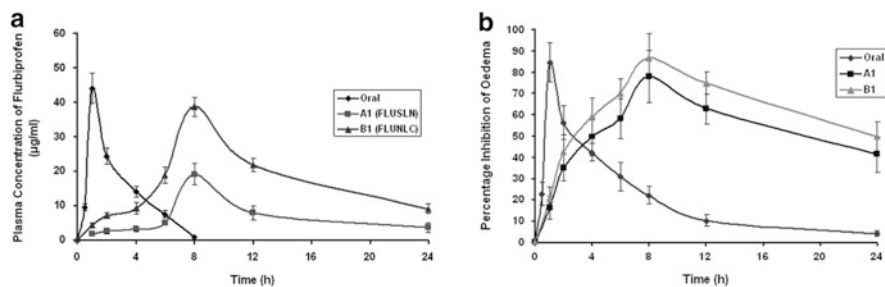 a
Plasma Concentration of Flurbiprofen
(µg/ml)
60
50
40
30
20
10
0
0
4
8
12
16
20
24
Time (h)
Oral
A1 (FLUSLN)
B1 (FLUNLC)
b
Percentage Inhibition of Oedema
100
90
80
70
60
50
40
30
20
10
0
0
4
8
12
16
20
24
Time (h)
Oral
A1
B1